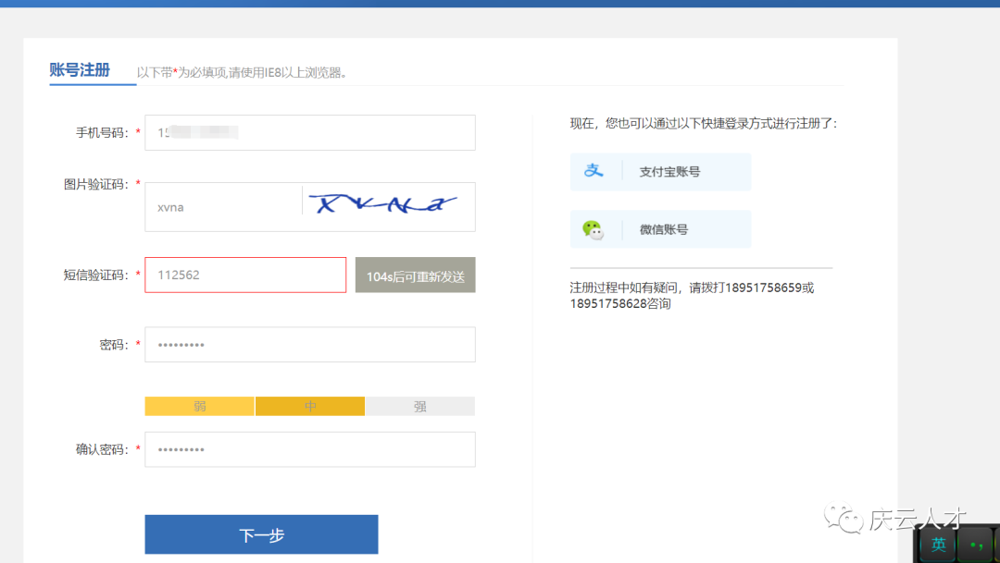 账号注册 以下带*为必填项,请使用IE8以上浏览器。
手机号码：* 15
图片验证码：* xvna xvna
短信验证码：* 112562 104s后可重新发送
密码：* •••••••••
弱 中 强
确认密码：* •••••••••
下一步
现在，您也可以通过以下快捷登录方式进行注册了：
支 支付宝账号
微信账号
注册过程中如有疑问，请拨打18951758659或
18951758628咨询
庆云人才
英